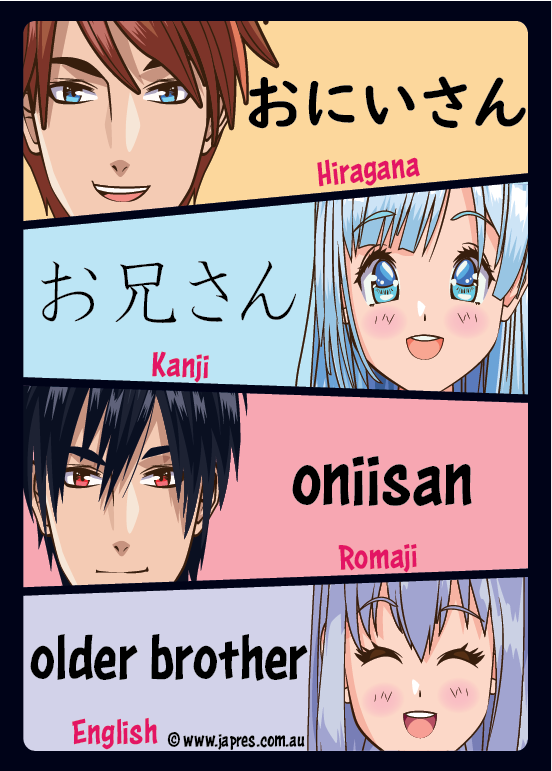 おにいさん
Hiragana
お兄さん
Kanji
oniisan
Romaji
older brother
English © www.japres.com.au